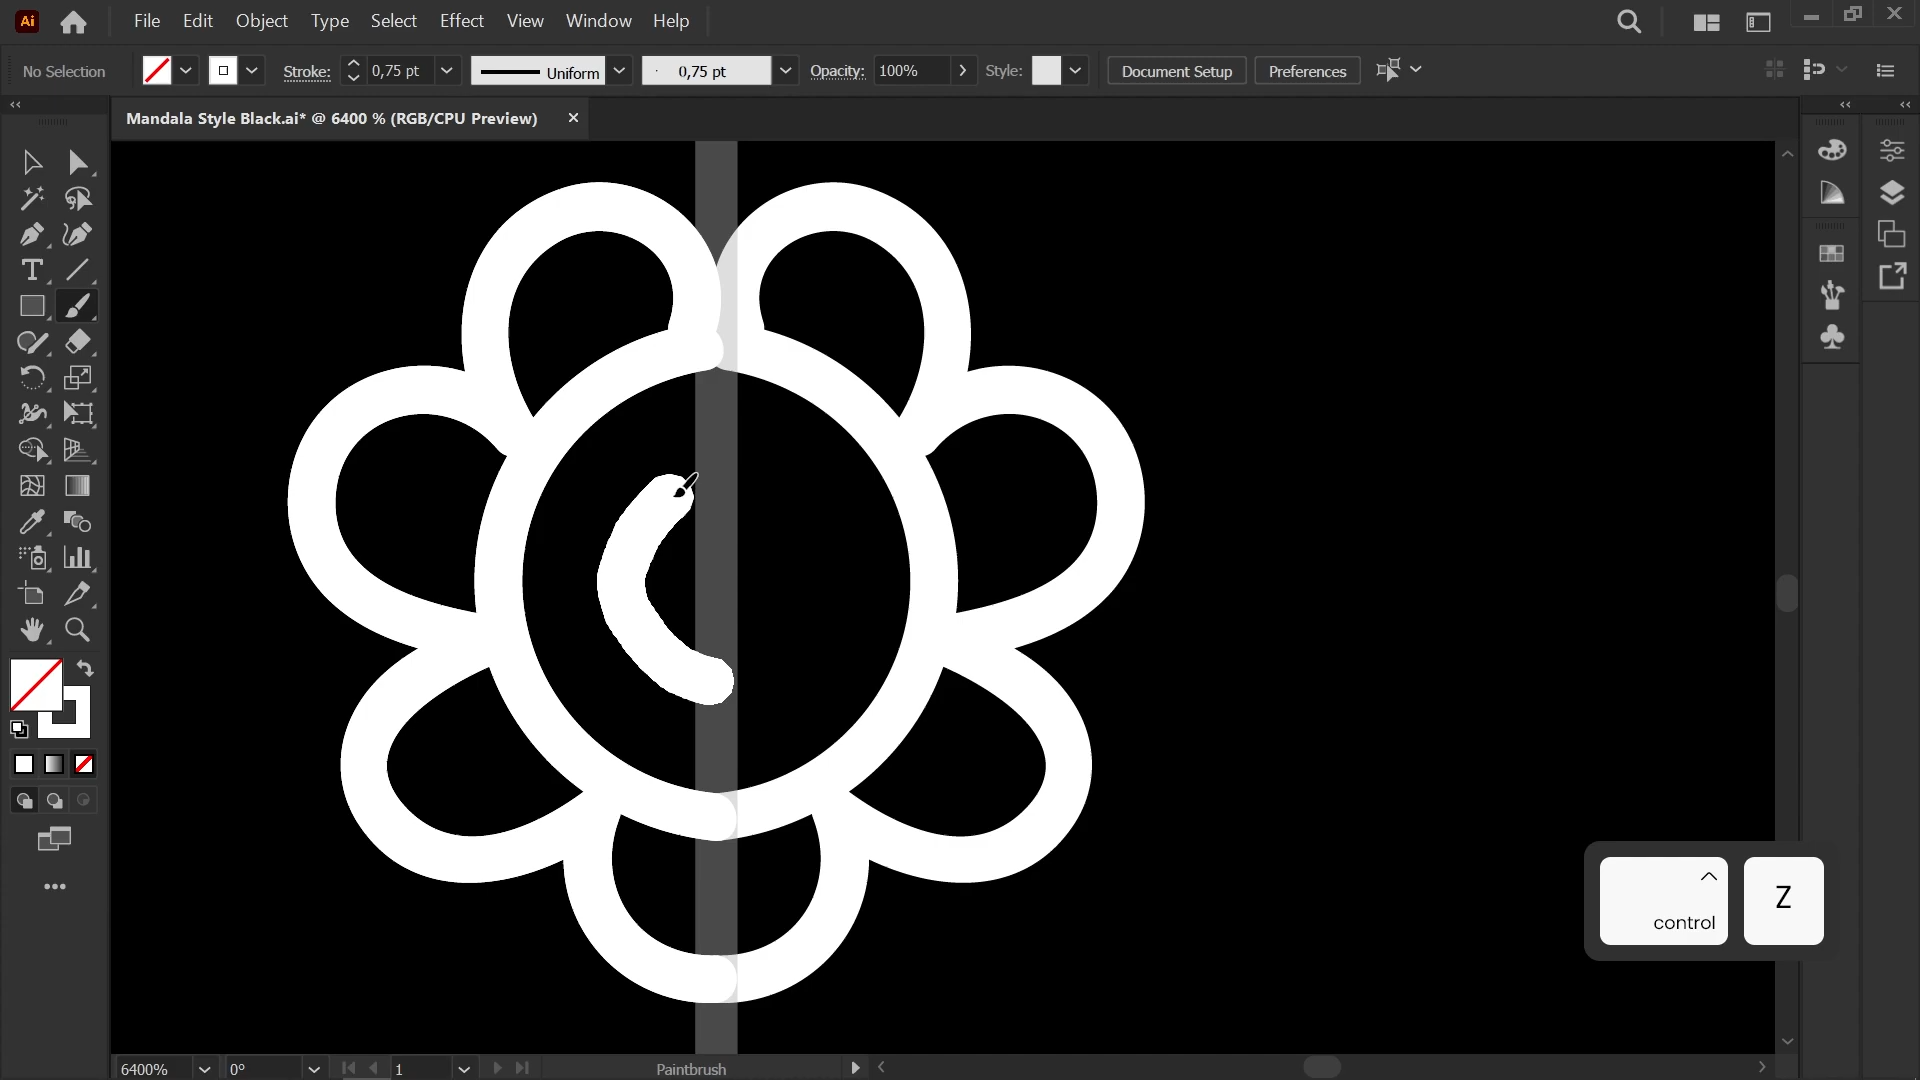 Ai File Edit Object Type Select Effect View Window Help
No Selection Stroke: 0,75 pt Uniform 0,75 pt Opacity: 100% Style: Document Setup Preferences
Mandala Style Black.ai* @ 6400 % (RGB/CPU Preview) ×
control
Z
6400% 0° 1 Paintbrush